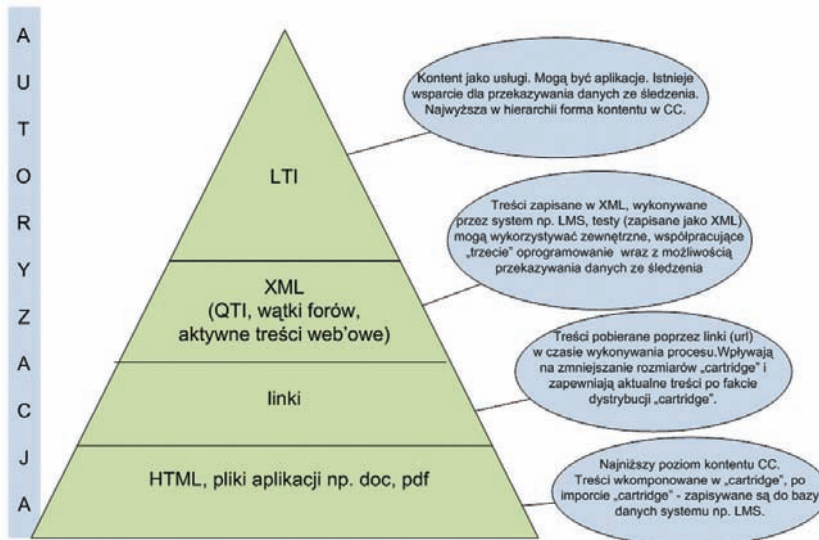 A
U
T
O
R
Y
Z
A
C
J
A
Kontent jako usługi. Mogą być aplikacje. Istnieje
wsparcie dla przekazywania danych ze śledzenia.
Najwyższa w hierarchii forma kontentu w CC.
LTI
Treści zapisane w XML, wykonywane
przez system np. LMS, testy (zapisane jako XML)
mogą wykorzystywać zewnętrzne, współpracujące
„trzecie” oprogramowanie wraz z możliwością
przekazywania danych ze śledzenia
XML
(QTI, wątki forów,
aktywne treści web’owe)
Treści pobierane poprzez linki (url)
w czasie wykonywania procesu.Wpływają
na zmniejszanie rozmiarów „cartridge” i
zapewniają aktualne treści po fakcie
dystrybucji „cartridge”.
linki
HTML, pliki aplikacji np. doc, pdf
Najniższy poziom kontentu CC.
Treści wkomponowane w „cartridge”, po
imporcie „cartridge” - zapisywane są do bazy
danych systemu np. LMS.